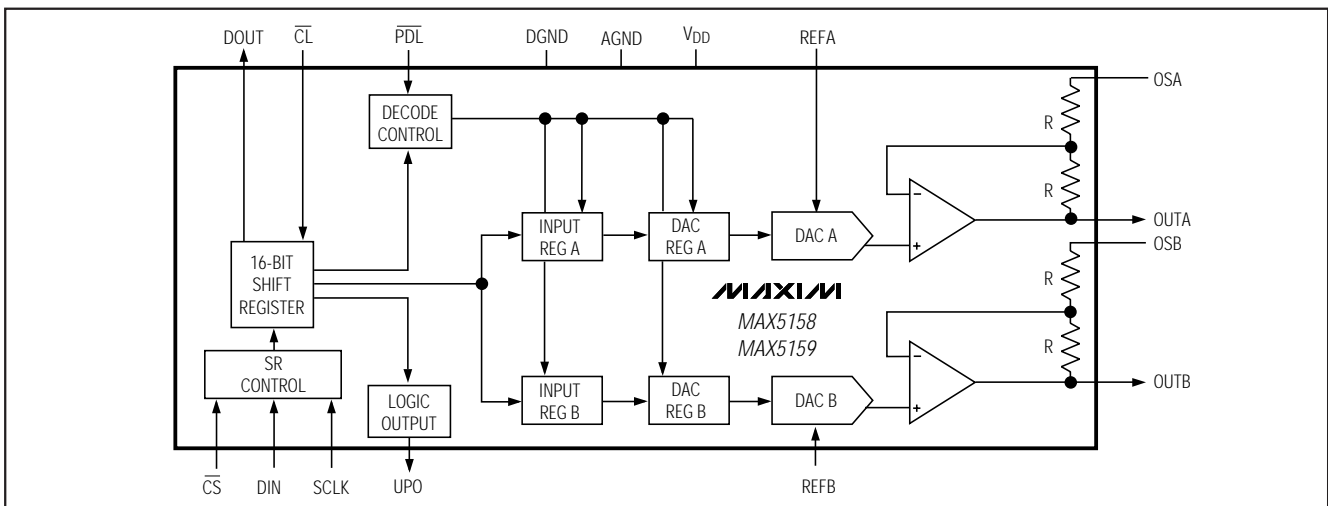 DOUT
CL
PDL
DGND
AGND
VDD
REFA
OSA
DECODE
CONTROL
R
R
INPUT
REG A
DAC
REG A
DAC A
−
+
OUTA
OSB
16-BIT
SHIFT
REGISTER
MAXIM
MAX5158
MAX5159
R
R
SR
CONTROL
LOGIC
OUTPUT
INPUT
REG B
DAC
REG B
DAC B
−
+
OUTB
CS
DIN
SCLK
UPO
REFB